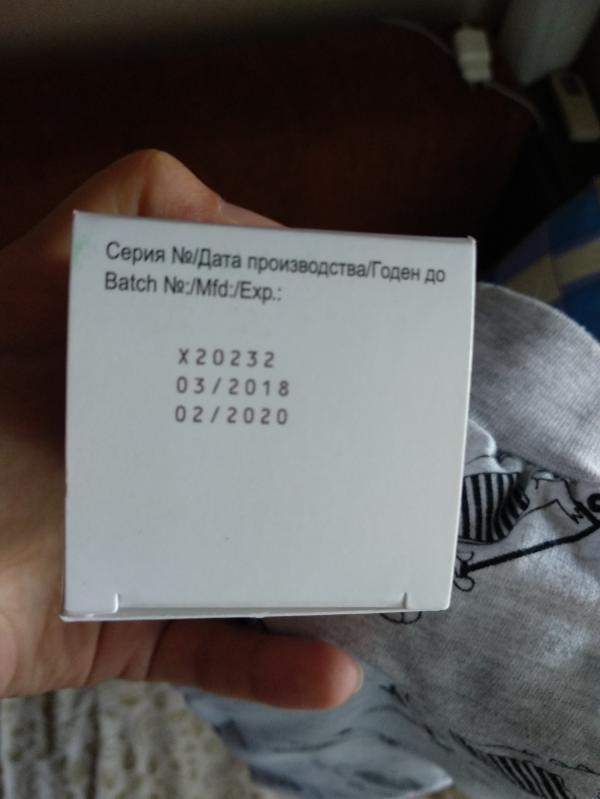 Серия №/Дата производства/Годен до
Batch №:/Mfd:/Exp.:
X20232
03/2018
02/2020